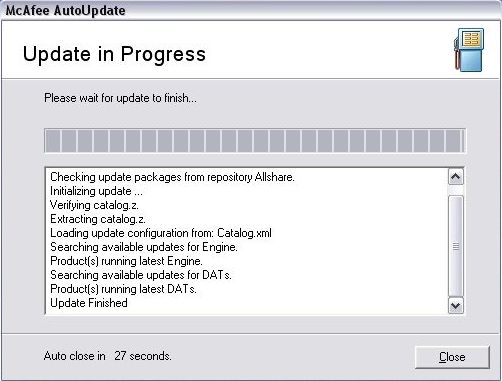 McAfee AutoUpdate
Update in Progress
Please wait for update to finish...
Checking update packages from repository Allshare.
Initializing update ...
Verifying catalog.z.
Extracting catalog.z.
Loading update configuration from: Catalog.xml
Searching available updates for Engine.
Product(s) running latest Engine.
Searching available updates for DATs.
Product(s) running latest DATs.
Update Finished
Auto close in 27 seconds.
Close